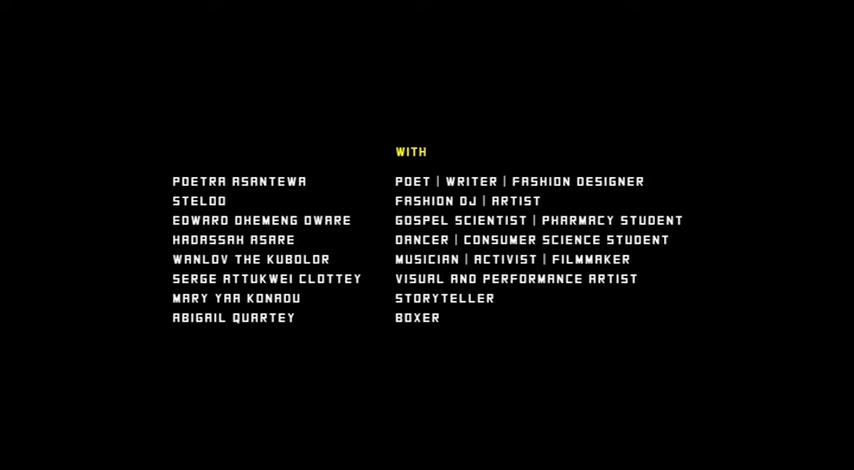 WITH
POETRA ASANTEWA POET | WRITER | FASHION DESIGNER
STELOO FASHION DJ | ARTIST
EDWARD OHEMENG OWARE GOSPEL SCIENTIST | PHARMACY STUDENT
HADASSAH ASARE DANCER | CONSUMER SCIENCE STUDENT
WANLOV THE KUBOLOR MUSICIAN | ACTIVIST | FILMMAKER
SERGE ATTUKWEI CLOTTEY VISUAL AND PERFORMANCE ARTIST
MARY YAA KONADU STORYTELLER
ABIGAIL QUARTEY BOXER